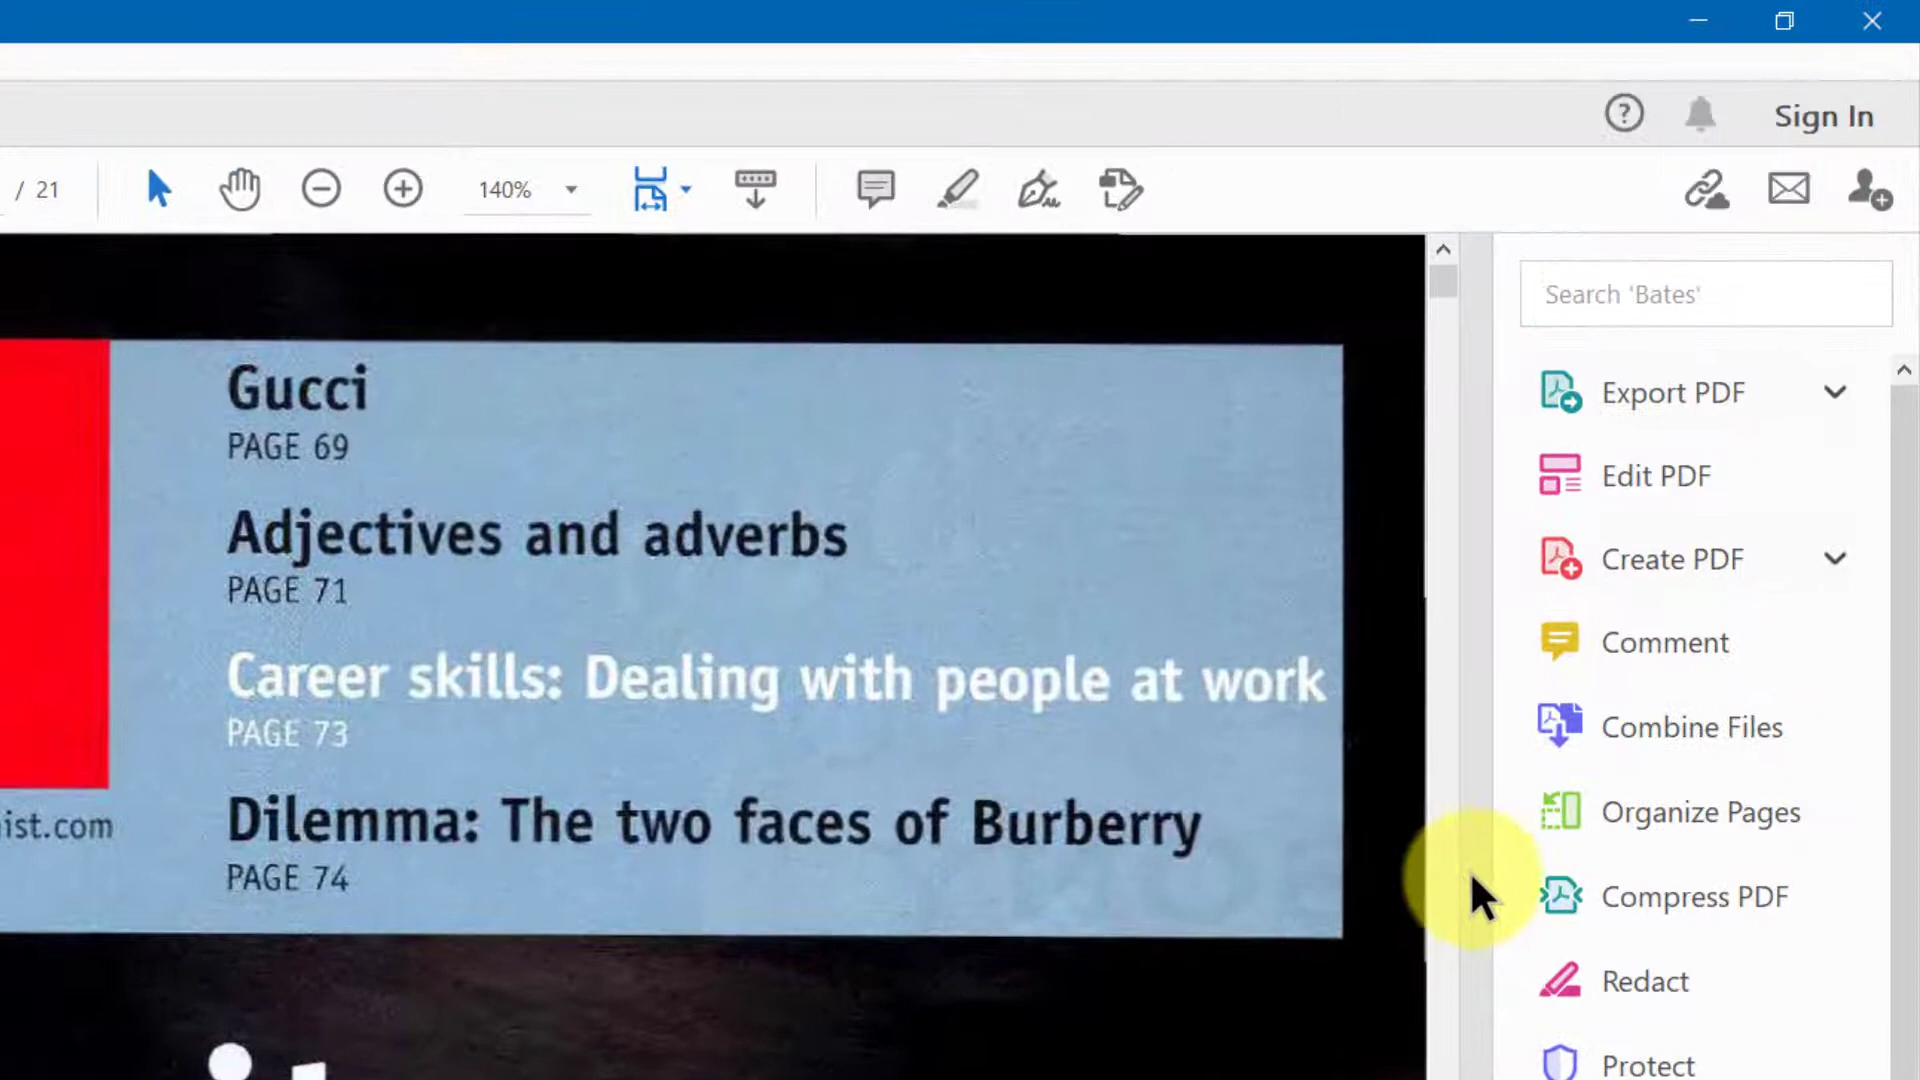 Sign In
/ 21
140%
Search 'Bates'
Export PDF
Edit PDF
Create PDF
Comment
Combine Files
Organize Pages
Compress PDF
Redact
Protect
Gucci
PAGE 69
Adjectives and adverbs
PAGE 71
Career skills: Dealing with people at work
PAGE 73
Dilemma: The two faces of Burberry
PAGE 74
ist.com